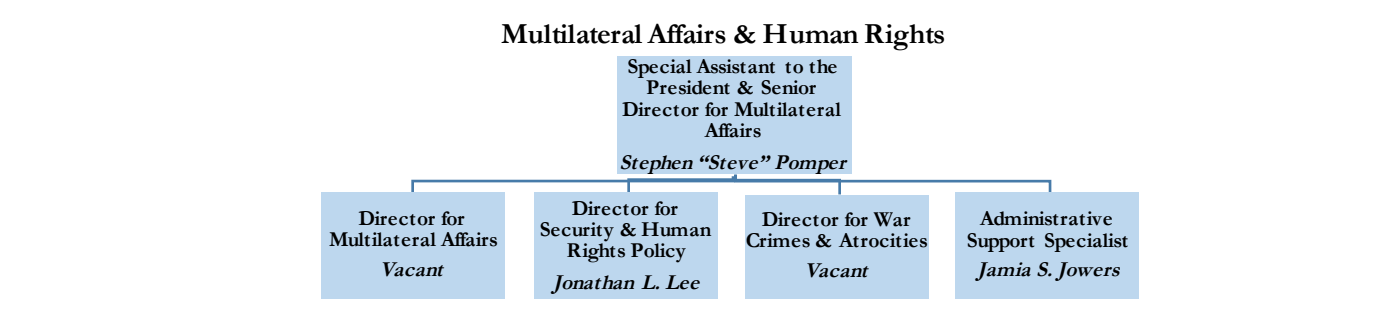 Multilateral Affairs & Human Rights
Special Assistant to the
President & Senior
Director for Multilateral
Affairs
Stephen “Steve” Pomper
Director for
Multilateral Affairs
Vacant
Director for
Security & Human
Rights Policy
Jonathan L. Lee
Director for War
Crimes & Atrocities
Vacant
Administrative
Support Specialist
Jamia S. Jowers